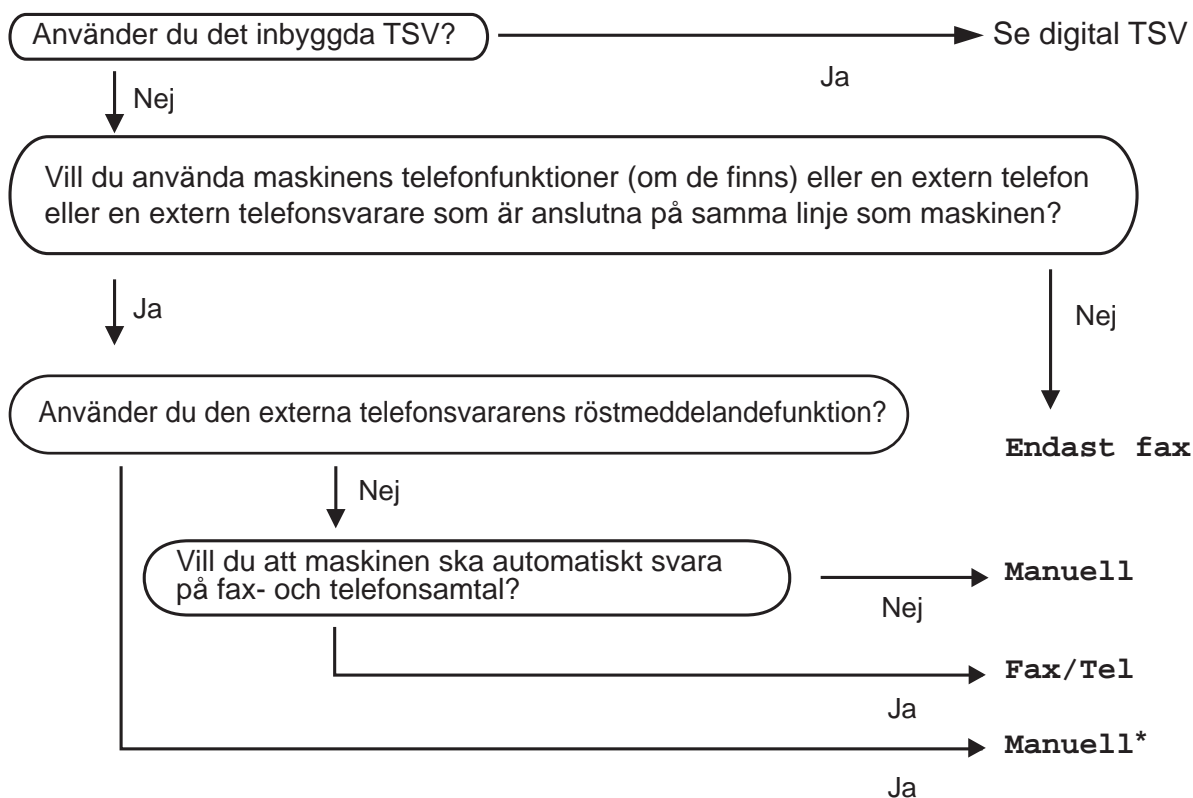 Använder du det inbyggda TSV?
Se digital TSV
Ja
Nej
Vill du använda maskinens telefonfunktioner (om de finns) eller en extern telefon
eller en extern telefonsvarare som är anslutna på samma linje som maskinen?
Ja
Nej
Använder du den externa telefonsvararens röstmeddelandefunktion?
Endast fax
Nej
Vill du att maskinen ska automatiskt svara
på fax- och telefonsamtal?
Manuell
Nej
Fax/Tel
Ja
Manuell*
Ja